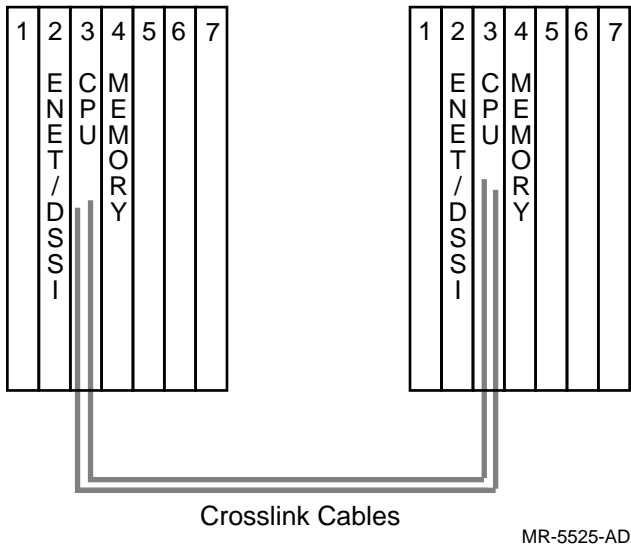 1 2 3 4 5 6 7
ENET/DSSI
CPU
MEMORY
1 2 3 4 5 6 7
ENET/DSSI
CPU
MEMORY
Crosslink Cables
MR-5525-AD